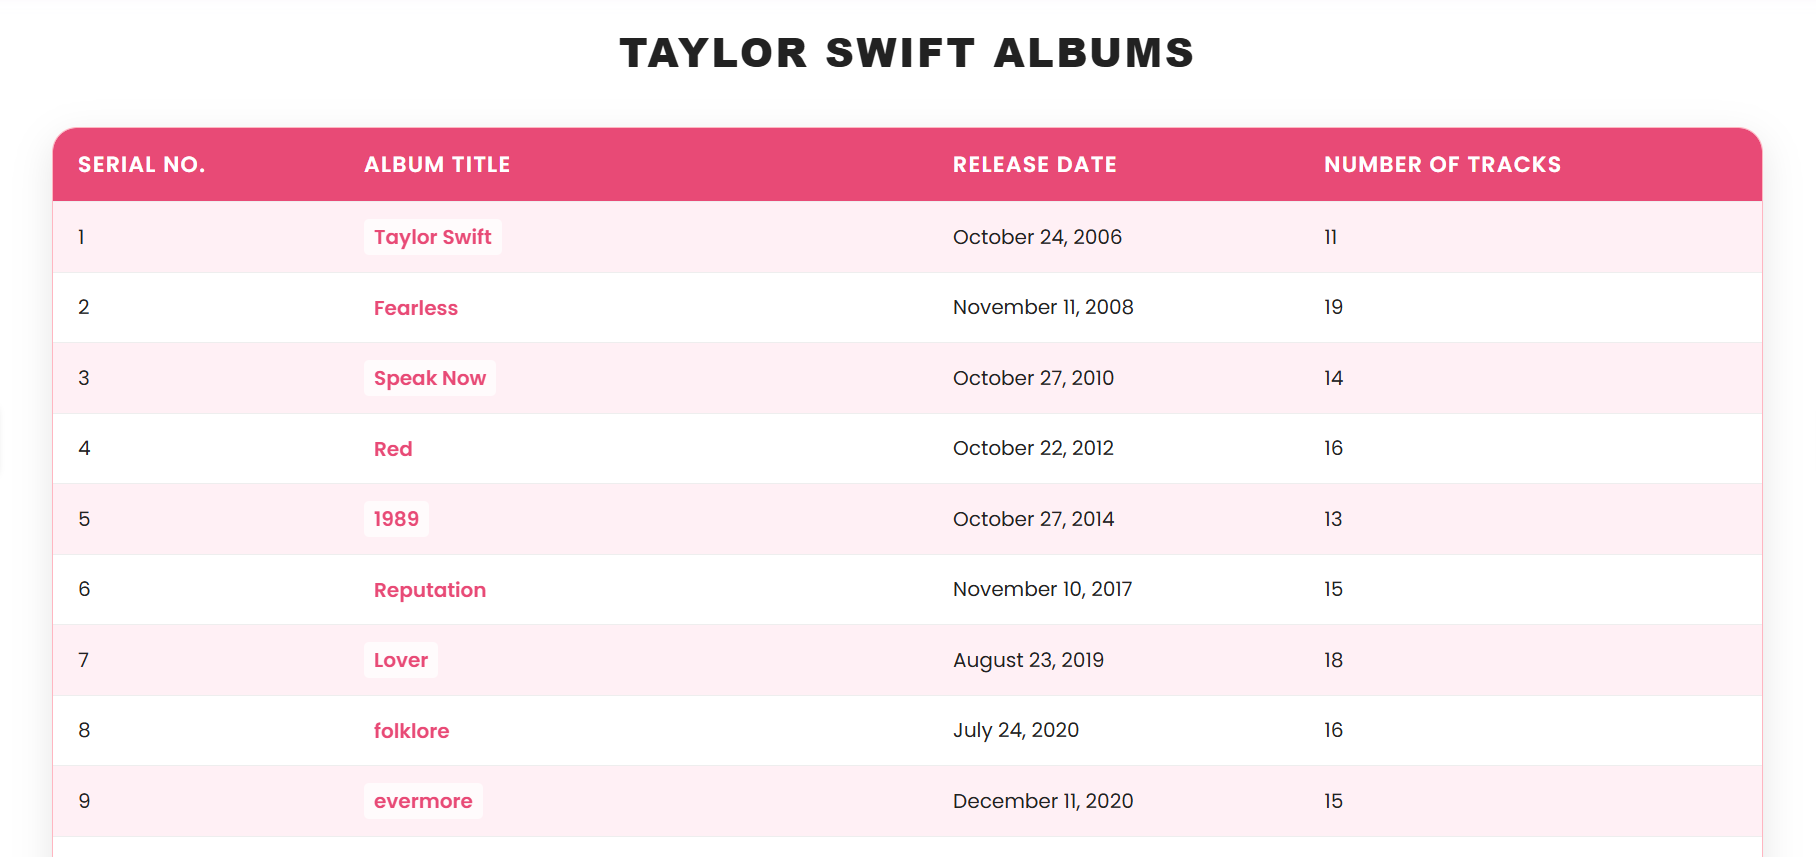 TAYLOR SWIFT ALBUMS
SERIAL NO. ALBUM TITLE RELEASE DATE NUMBER OF TRACKS
1 Taylor Swift October 24, 2006 11
2 Fearless November 11, 2008 19
3 Speak Now October 27, 2010 14
4 Red October 22, 2012 16
5 1989 October 27, 2014 13
6 Reputation November 10, 2017 15
7 Lover August 23, 2019 18
8 folklore July 24, 2020 16
9 evermore December 11, 2020 15